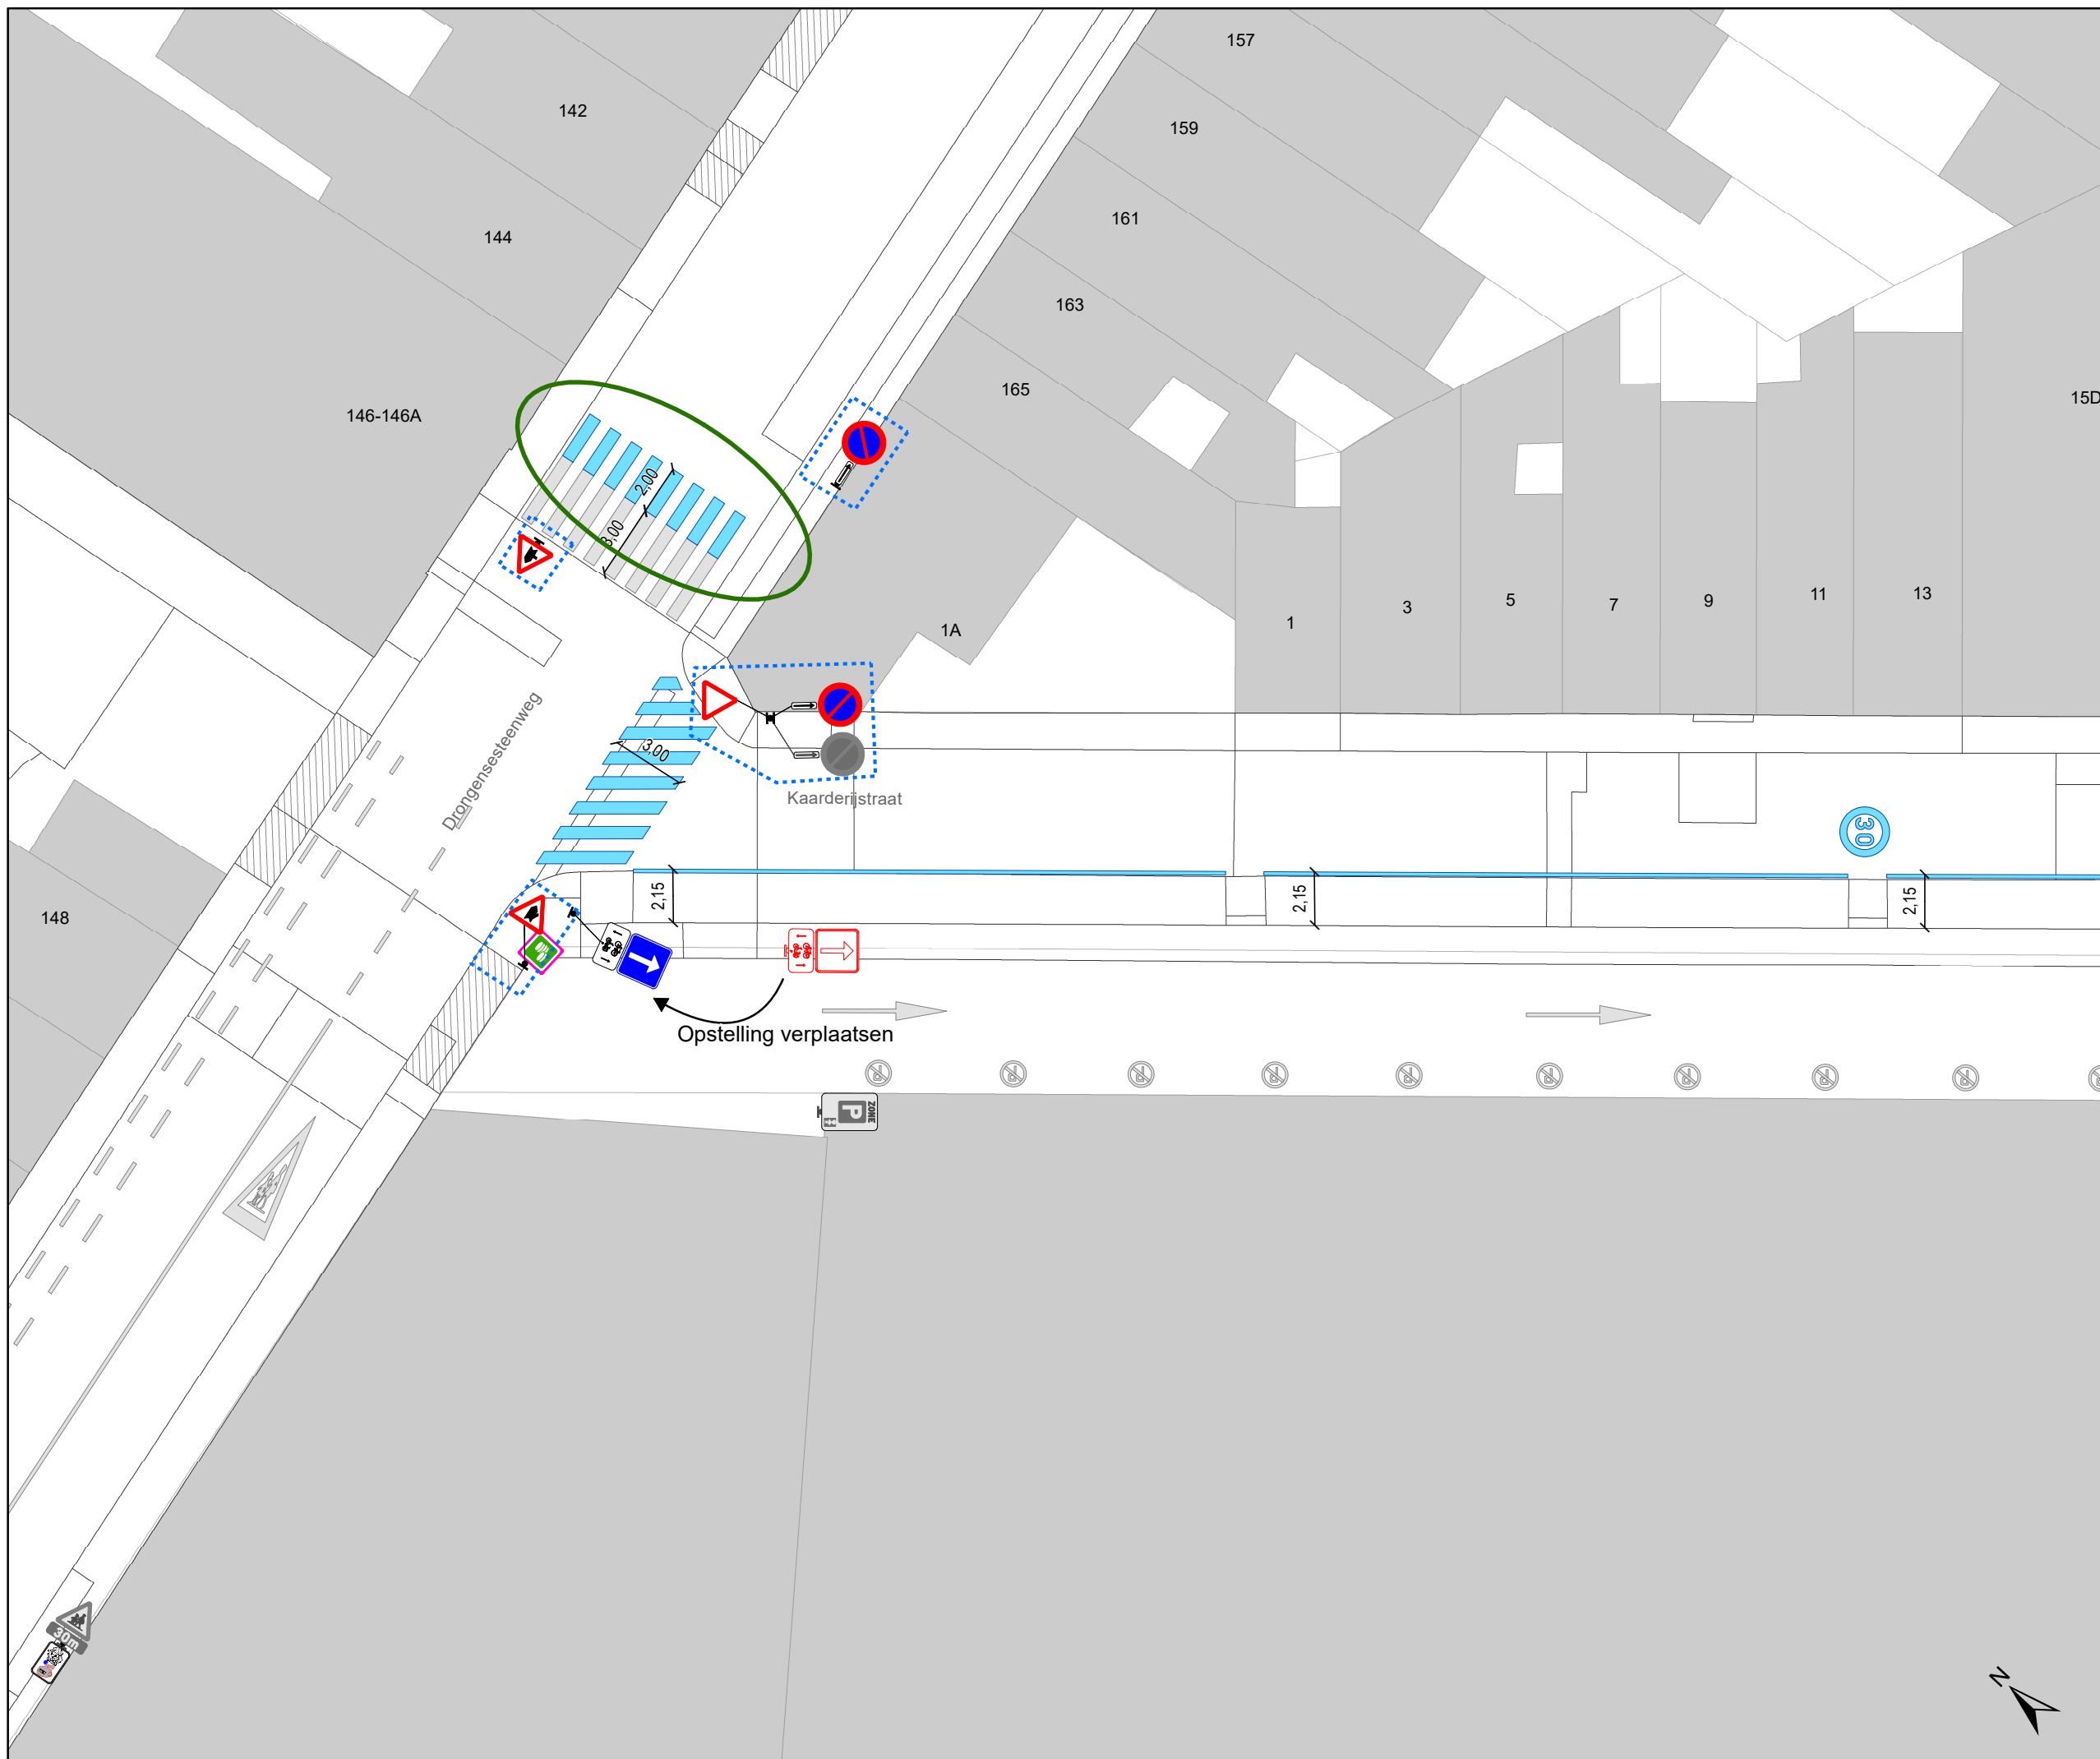 157
142
159
161
144
163
165
15D
146-146A
2,00
3,00
1A
1
3
5
7
9
11
13
Drongensesteenweg
3,00
Kaarderijstraat
30
2,15
2,15
2,15
148
Opstelling verplaatsen
P
ZONE
30m
N